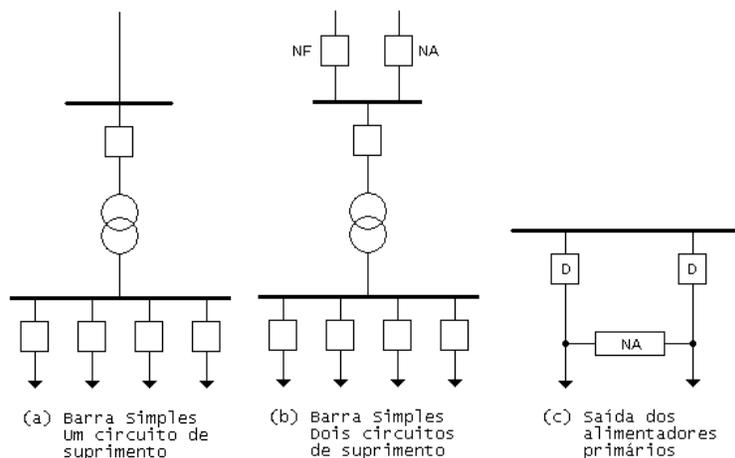 NF
NA
D
D
NA
(a) Barra Simples
Um circuito de
suprimento
(b) Barra Simples
Dois circuitos
de suprimento
(c) Saída dos
alimentadores
primários